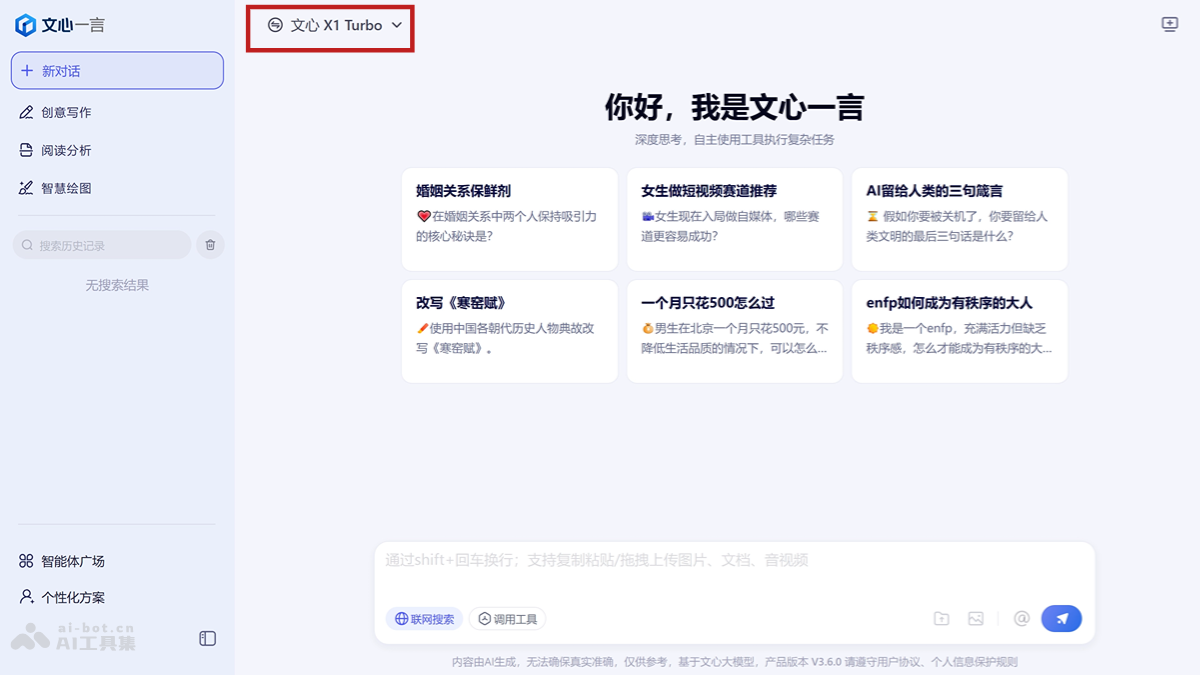 文心一言
文心 X1 Turbo
新对话
创意写作
阅读分析
智慧绘图
搜索历史记录
无搜索结果
你好，我是文心一言
深度思考，自主使用工具执行复杂任务
婚姻关系保鲜剂
在婚姻关系中两个人保持吸引力
的核心秘诀是？
女生做短视频赛道推荐
女生现在入局做自媒体，哪些赛
道更容易成功？
AI留给人类的三句箴言
假如你要被关机了，你要留给人
类文明的最后三句话是什么？
改写《寒窑赋》
使用中国各朝代历史人物典故改
写《寒窑赋》。
一个月只花500怎么过
男生在北京一个月只花500元，不
降低生活品质的情况下，可以怎么...
enfp如何成为有秩序的大人
我是一个enfp，充满活力但缺乏
秩序感，怎么才能成为有秩序的大...
通过shift+回车换行；支持复制粘贴/拖拽上传图片、文档、音视频
联网搜索
调用工具
智能体广场
个性化方案
ai-bot.cn
AI工具集
内容由AI生成，无法确保真实准确，仅供参考，基于文心大模型，产品版本 V3.6.0 请遵守用户协议、个人信息保护规则